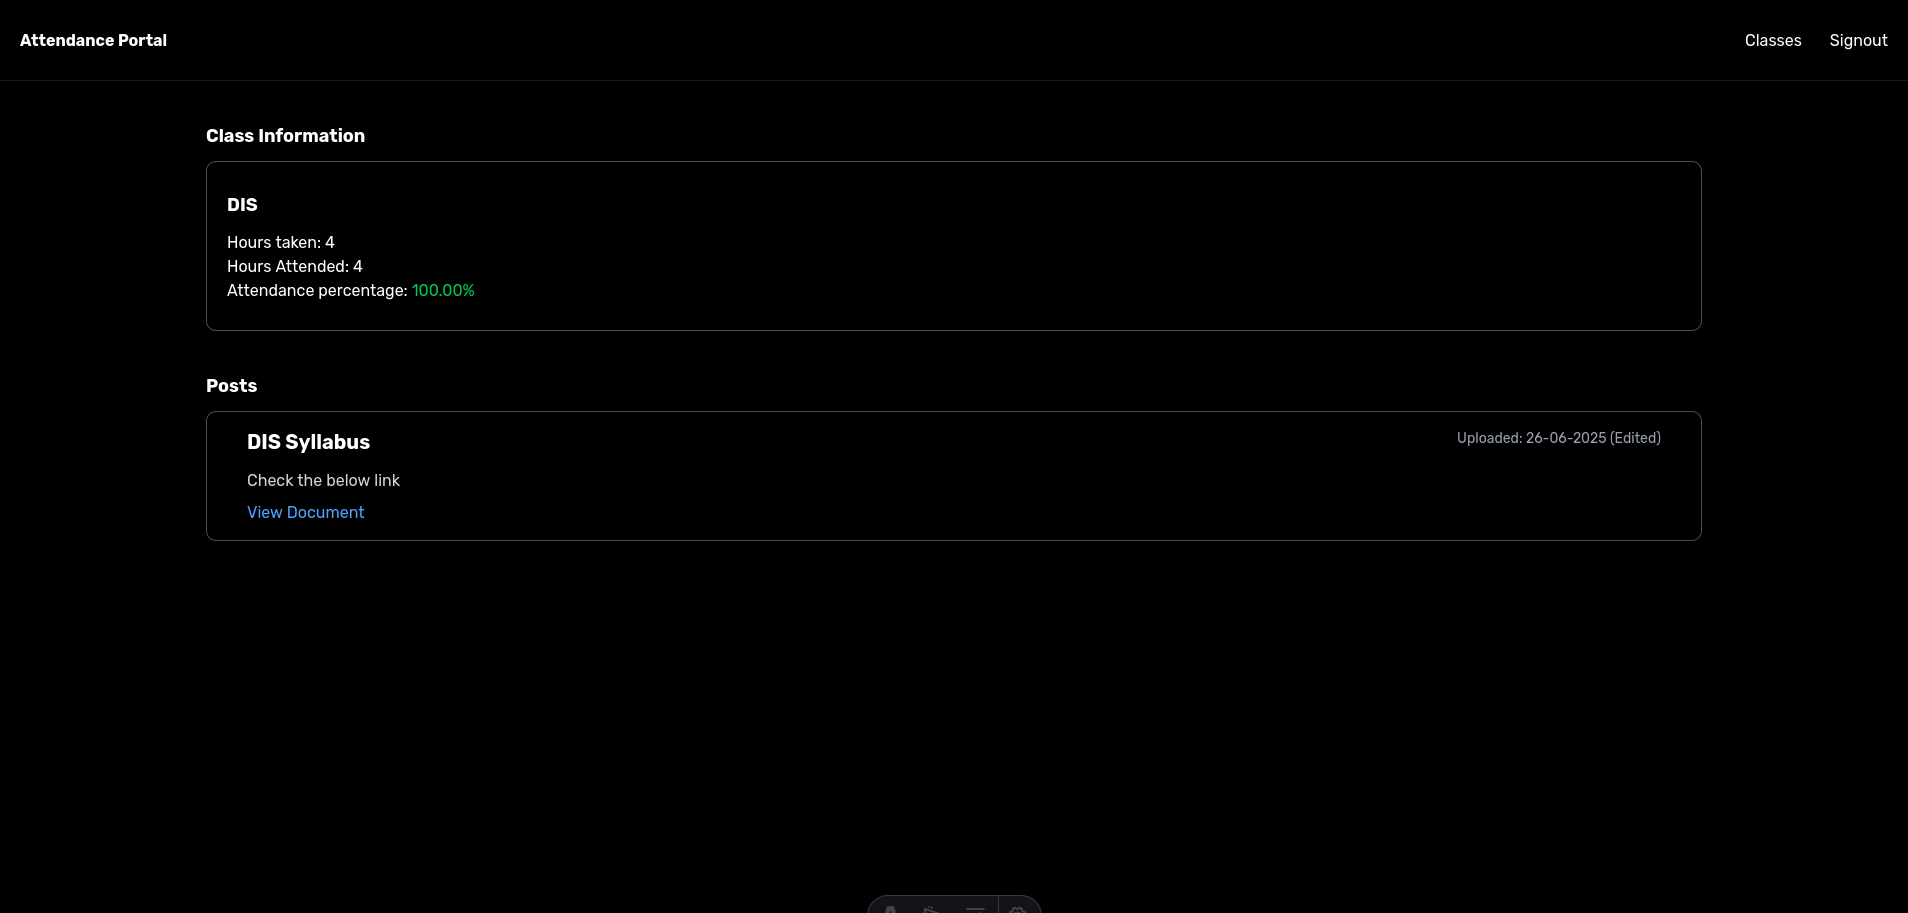 Attendance Portal
Classes
Signout
Class Information
DIS
Hours taken: 4
Hours Attended: 4
Attendance percentage: 100.00%
Posts
DIS Syllabus
Uploaded: 26-06-2025 (Edited)
Check the below link
View Document